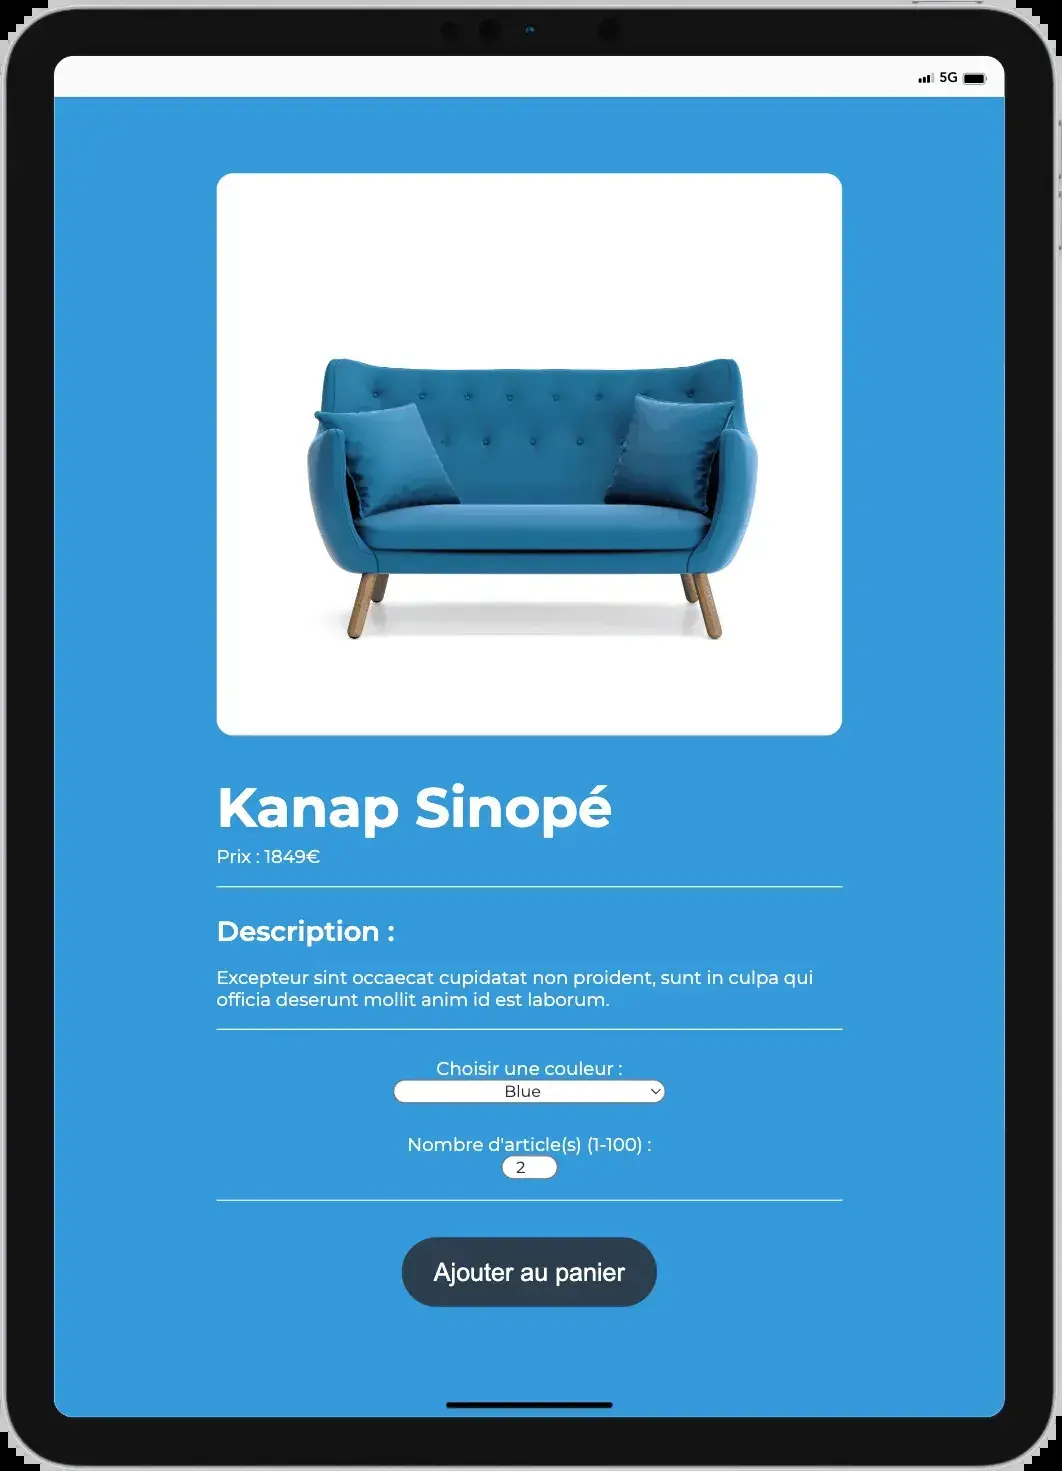 5G
Kanap Sinopé
Prix : 1849€
Description :
Excepteur sint occaecat cupidatat non proident, sunt in culpa qui
officia deserunt mollit anim id est laborum.
Choisir une couleur :
Blue
Nombre d'article(s) (1-100) :
2
Ajouter au panier